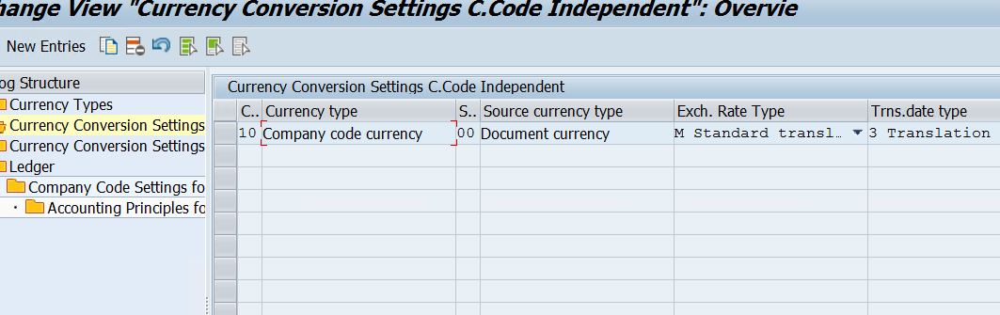 hange View "Currency Conversion Settings C.Code Independent": Overvie
New Entries
og Structure
Currency Types
Currency Conversion Settings
Currency Conversion Settings
Ledger
Company Code Settings fo
Accounting Principles fo
Currency Conversion Settings C.Code Independent
C.. Currency type S.. Source currency type Exch. Rate Type Trns.date type
10 Company code currency 00 Document currency M Standard transl… 3 Translation